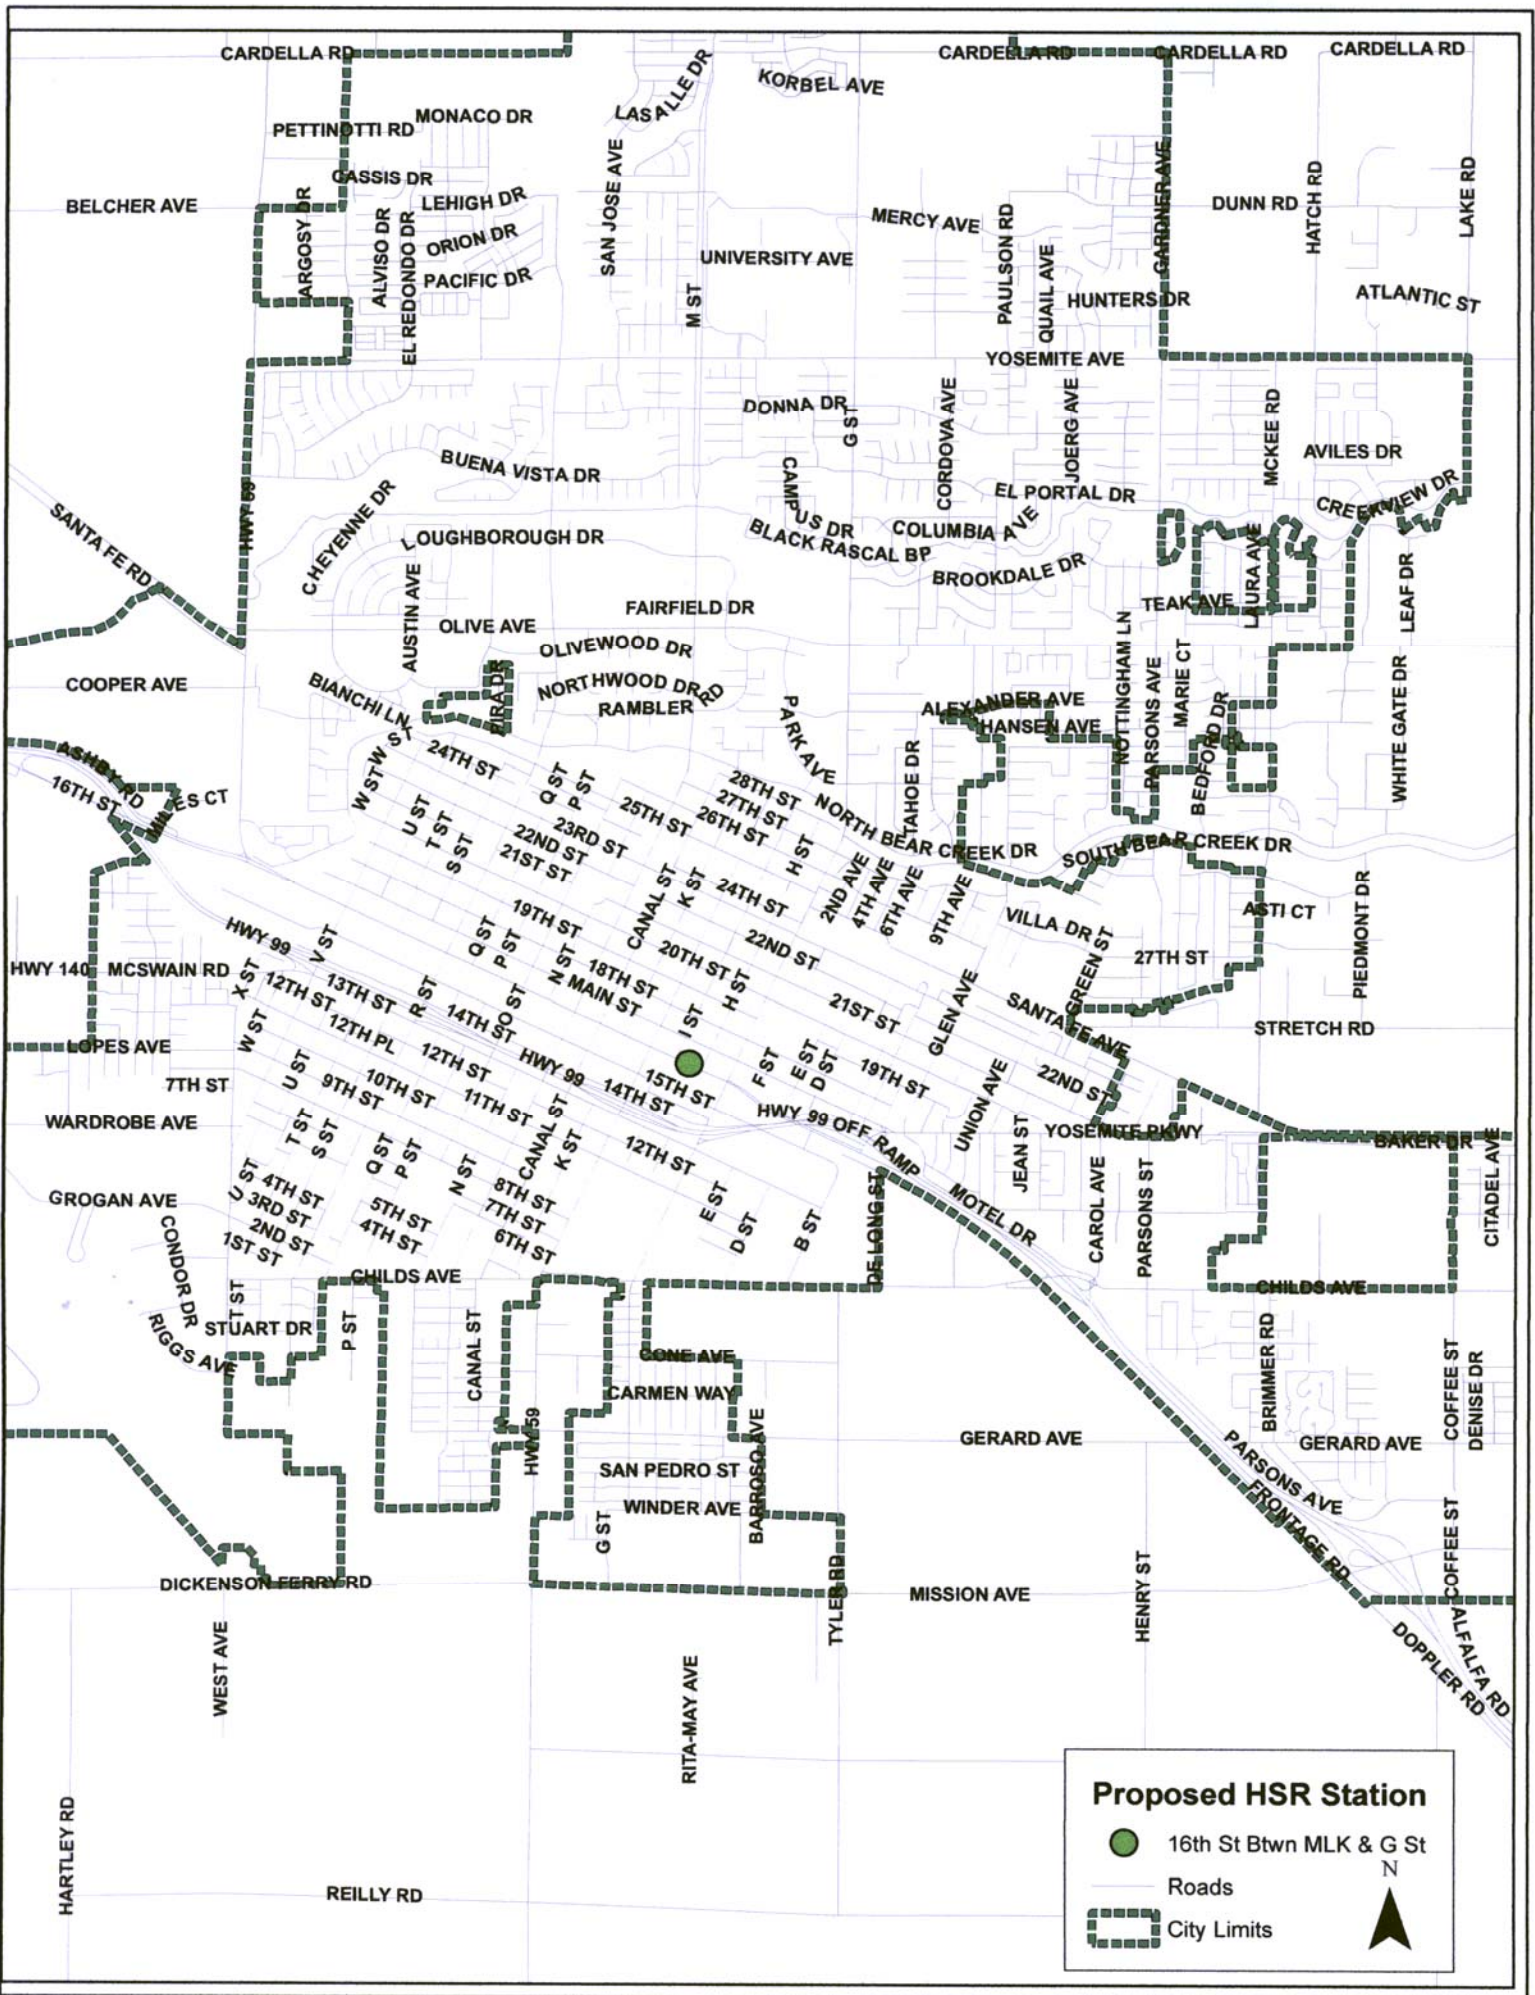 CARDELLA RD
CARDELLA RD
CARDELLA RD
CARDELLA RD
LASALLE DR
KORBEL AVE
MONACO DR
PETTINOTTI RD
CASSIS DR
SAN JOSE AVE
GARDNER AVE
HATCH RD
LAKE RD
BELCHER AVE
ARGOSY DR
LEHIGH DR
DUNN RD
MERCY AVE
PAULSON RD
ALVISO DR
EL REDONDO DR
ORION DR
PACIFIC DR
UNIVERSITY AVE
QUAIL AVE
M ST
HUNTERS DR
ATLANTIC ST
YOSEMITE AVE
DONNA DR
G ST
CORDOVA AVE
JOERG AVE
MCKEE RD
AVILES DR
BUENA VISTA DR
CAMPUS DR
EL PORTAL DR
CREEKVIEW DR
HWY 59
CHEYENNE DR
SANTA FE RD
LOUGHBOROUGH DR
BLACK RASCAL BP
COLUMBIA AVE
BROOKDALE DR
LAURA AVE
LEAF DR
TEAK AVE
AUSTIN AVE
FAIRFIELD DR
OLIVE AVE
OLIVEWOOD DR
NOTTINGHAM LN
PARSONS AVE
MARIE CT
WHITE GATE DR
COOPER AVE
BIANCHI LN
PIRA DR
NORTHWOOD DR
RAMBLER RD
PARK AVE
ALEXANDER AVE
HANSEN AVE
BEDFORD DR
TAHOE DR
ASHBY RD
16TH ST
MILES CT
W ST
W ST
24TH ST
Q ST
P ST
28TH ST
27TH ST
26TH ST
25TH ST
NORTH BEAR CREEK DR
SOUTH BEAR CREEK DR
U ST
T ST
S ST
23RD ST
22ND ST
21ST ST
H ST
2ND AVE
4TH AVE
6TH AVE
9TH AVE
CANAL ST
K ST
24TH ST
VILLA DR
ASTI CT
PIEDMONT DR
HWY 99
V ST
19TH ST
Q ST
P ST
N ST
18TH ST
MAIN ST
20TH ST
22ND ST
GREEN ST
27TH ST
HWY 140
MCSWAIN RD
X ST
12TH ST
13TH ST
R ST
O ST
14TH ST
I ST
H ST
21ST ST
GLEN AVE
SANTA FE AVE
STRETCH RD
LOPES AVE
W ST
12TH PL
12TH ST
HWY 99
15TH ST
14TH ST
F ST
E ST
D ST
19TH ST
UNION AVE
22ND ST
7TH ST
U ST
9TH ST
10TH ST
11TH ST
HWY 99 OFF RAMP
YOSEMITE PKWY
BAKER DR
CITADEL AVE
WARDROBE AVE
T ST
S ST
Q ST
P ST
N ST
CANAL ST
K ST
12TH ST
JEAN ST
CAROL AVE
PARSONS ST
GROGAN AVE
U ST
4TH ST
3RD ST
2ND ST
1ST ST
5TH ST
4TH ST
8TH ST
7TH ST
6TH ST
E ST
D ST
B ST
DE LONG ST
MOTEL DR
CONDOR DR
CHILDS AVE
CHILDS AVE
T ST
RIGGS AVE
STUART DR
P ST
CANAL ST
CONE AVE
CARMEN WAY
BRIMMER RD
COFFEE ST
DENISE DR
HWY 59
BARROSO AVE
GERARD AVE
GERARD AVE
SAN PEDRO ST
WINDER AVE
G ST
PARSONS AVE
FRONTAGE RD
COFFEE ST
DICKENSON FERRY RD
TYLER RD
MISSION AVE
HENRY ST
WEST AVE
RITA-MAY AVE
DOPPLER RD
ALFALFA RD
HARTLEY RD
REILLY RD
Proposed HSR Station
16th St Btwn MLK & G St
N
Roads
City Limits